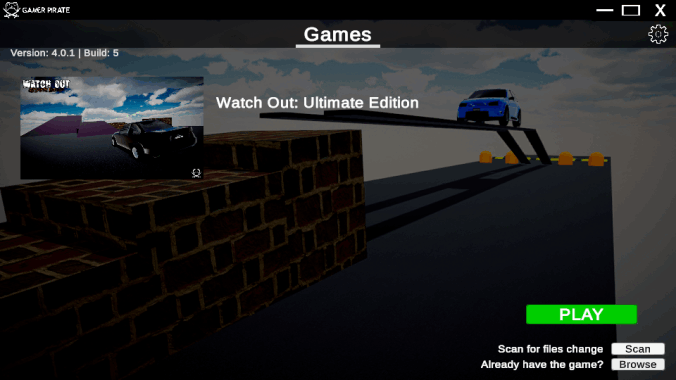 GAMER PIRATE
X
Games
Version: 4.0.1 | Build: 5
WATCH OUT
Watch Out: Ultimate Edition
PLAY
Scan for files change
Scan
Already have the game?
Browse